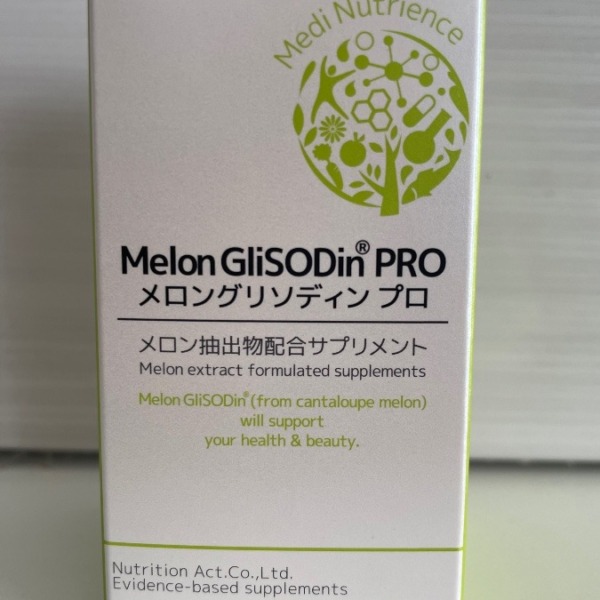 Medi Nutrience
Melon GliSODin® PRO
メロングリソディン プロ
メロン抽出物配合サプリメント
Melon extract formulated supplements
Melon GliSODin® (from cantaloupe melon)
will support
your health & beauty.
Nutrition Act.Co.,Ltd.
Evidence-based supplements